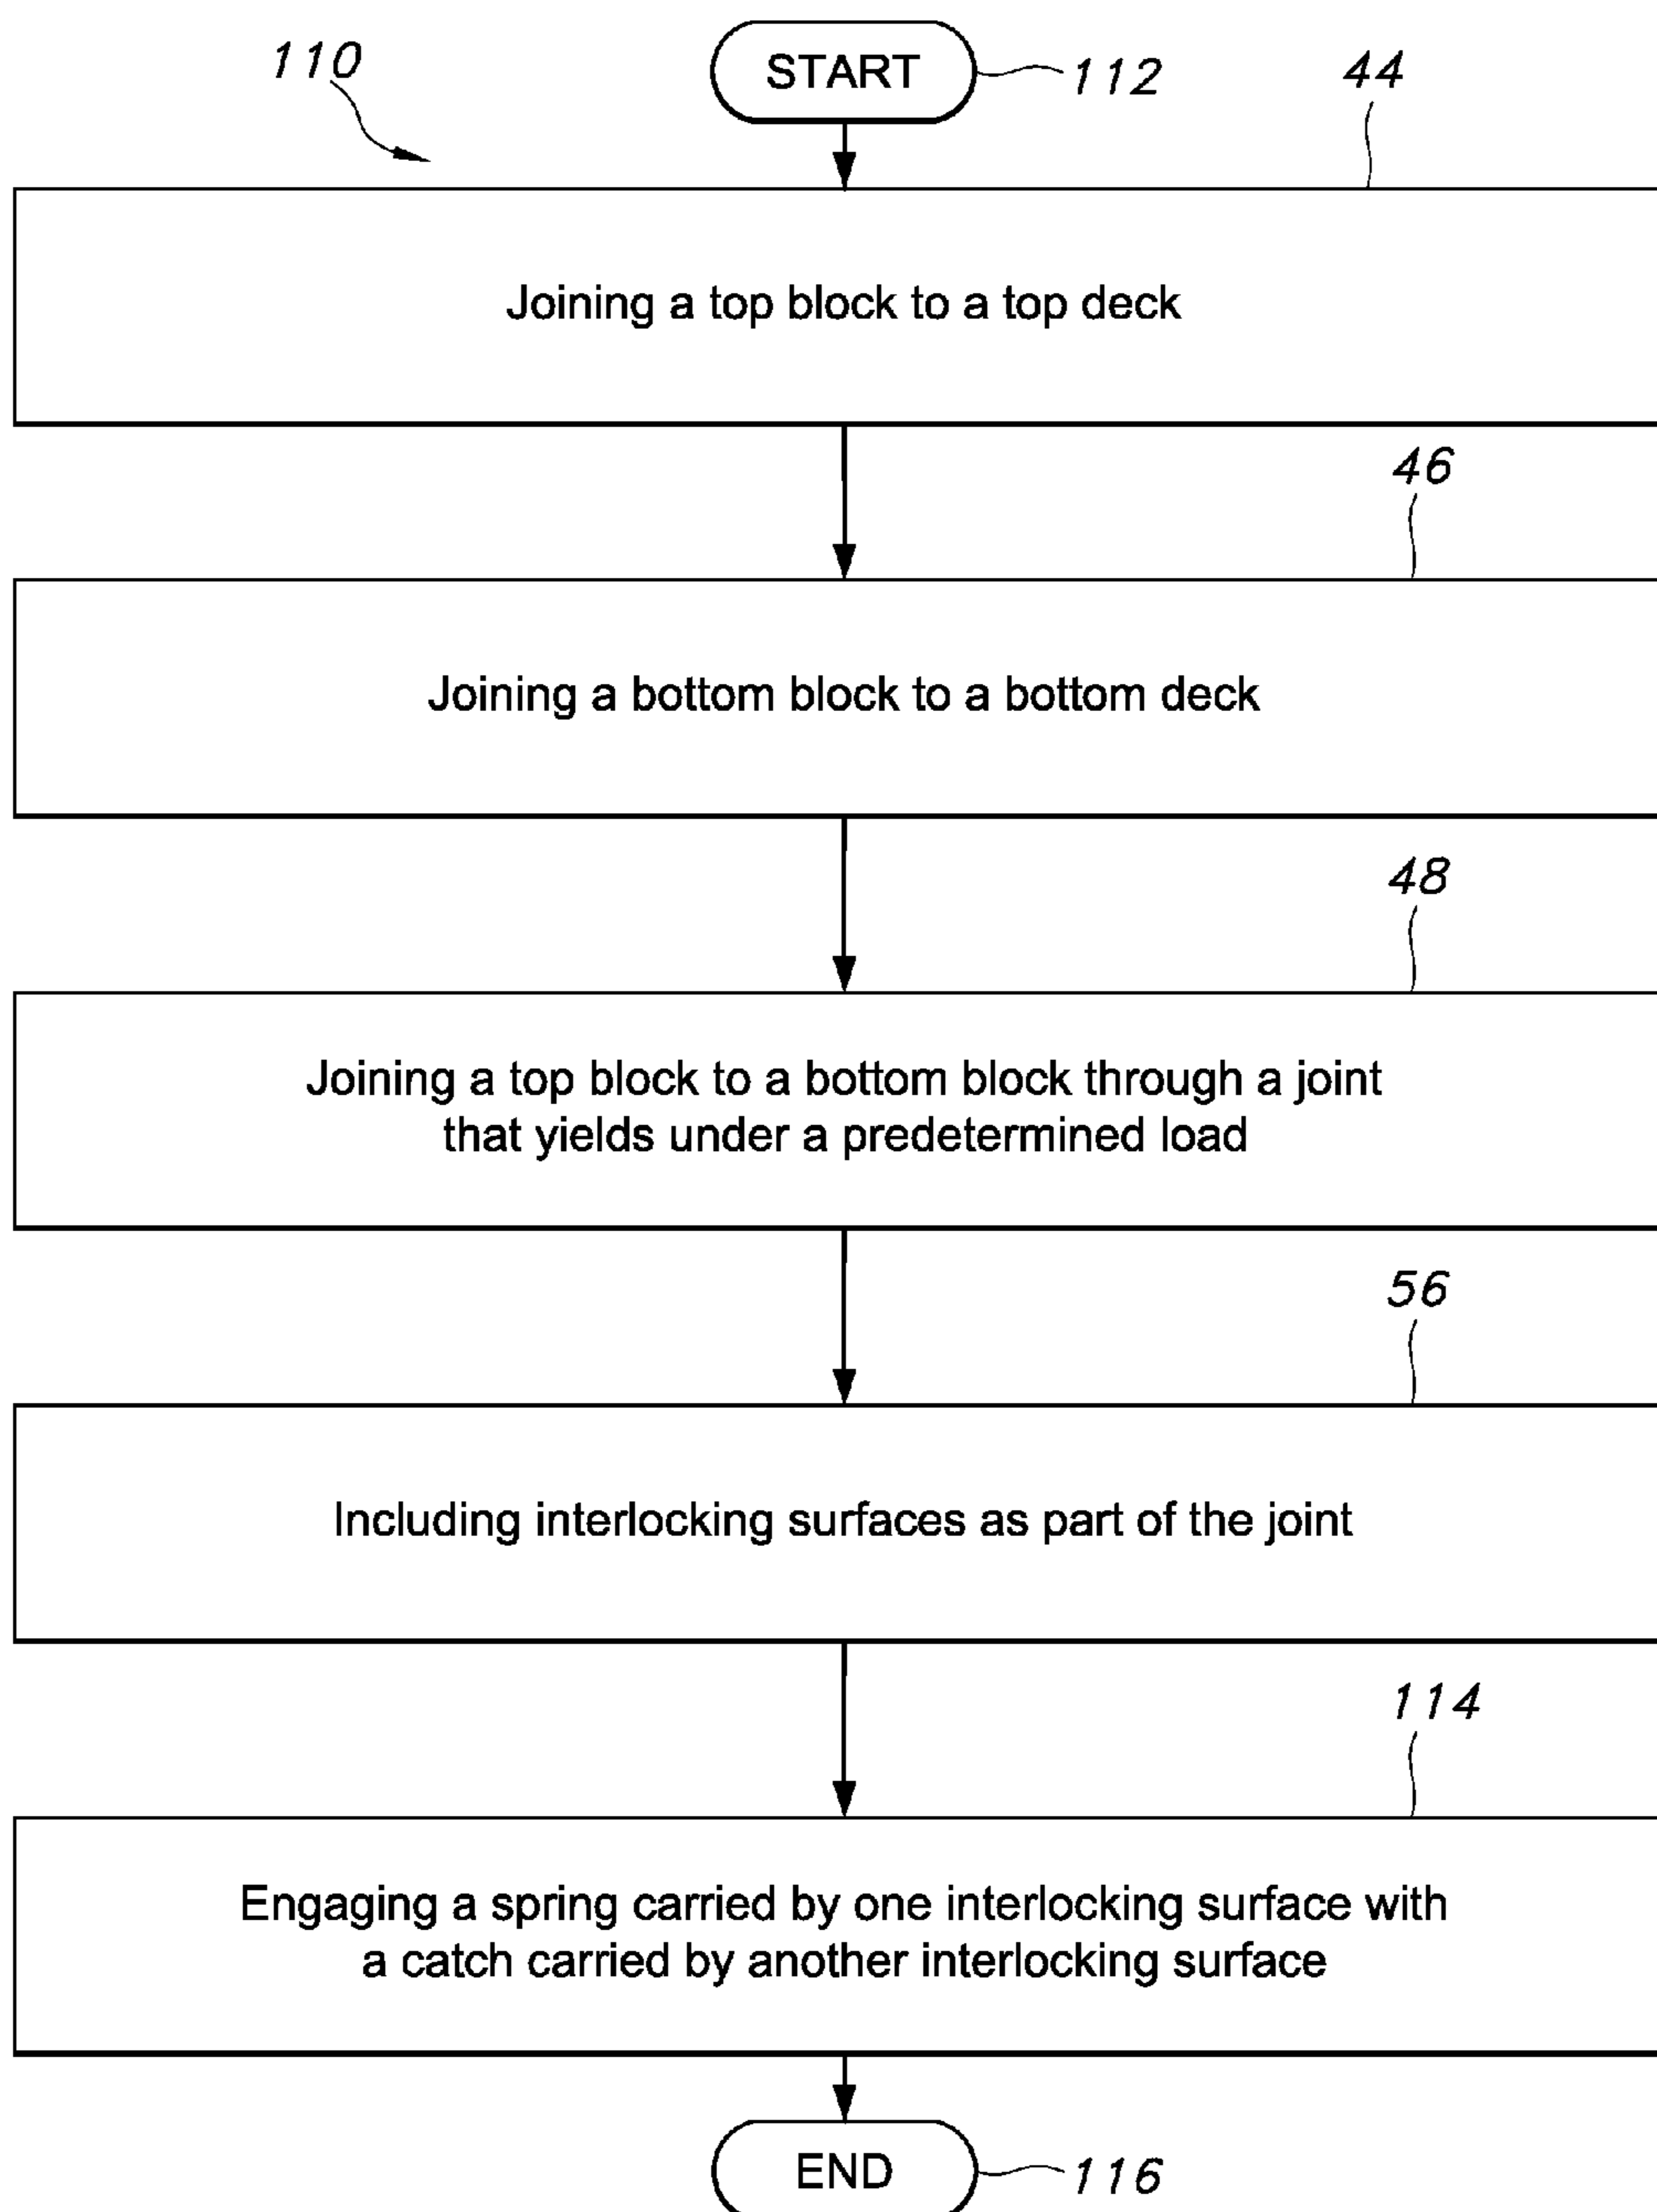 110
START
112
44
Joining a top block to a top deck
46
Joining a bottom block to a bottom deck
48
Joining a top block to a bottom block through a joint
that yields under a predetermined load
56
Including interlocking surfaces as part of the joint
114
Engaging a spring carried by one interlocking surface with
a catch carried by another interlocking surface
END
116